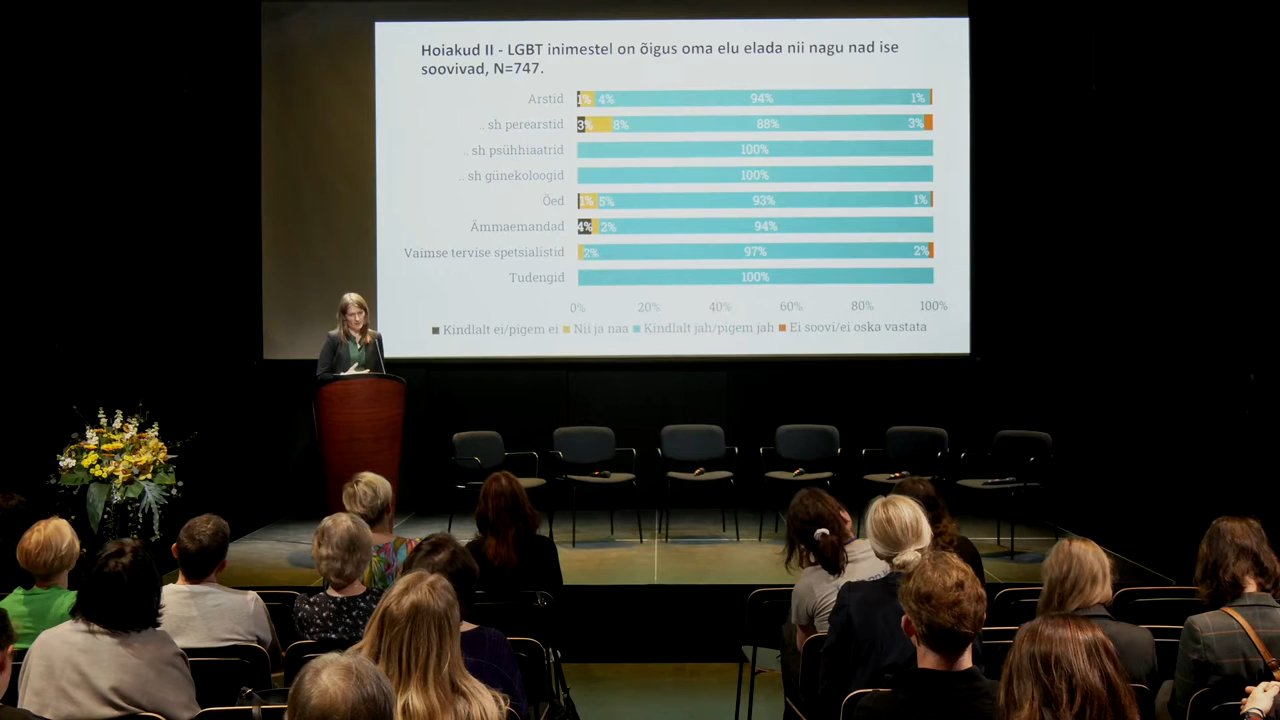 Hoiakud II - LGBT inimestel on õigus oma elu elada nii nagu nad ise
soovivad, N=747.
Arstid 1% 4% 94% 1%
.. sh perearstid 3% 8% 88% 3%
.. sh psühhiaatrid 100%
.. sh günekoloogid 100%
Õed 1% 5% 93% 1%
Ämmaemandad 4% 2% 94%
Vaimse tervise spetsialistid 2% 97% 2%
Tudengid 100%
0% 20% 40% 60% 80% 100%
Kindlalt ei/pigem ei Nii ja naa Kindlalt jah/pigem jah Ei soovi/ei oska vastata